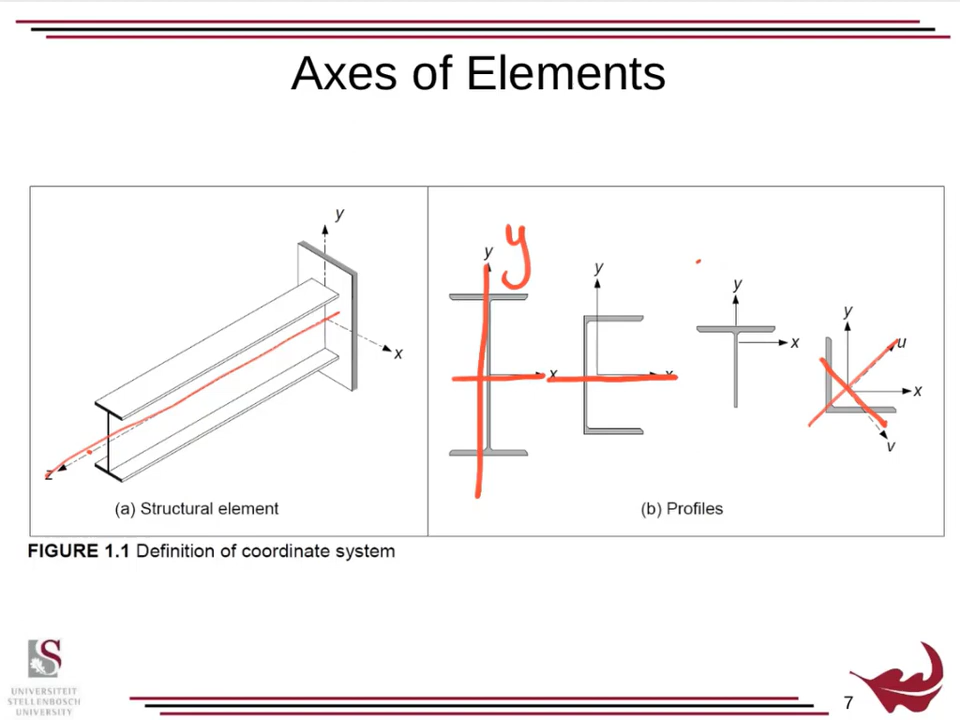 Axes of Elements
y
x
z
(a) Structural element
y
y
x
y
x
y
x
y
u
x
v
(b) Profiles
FIGURE 1.1 Definition of coordinate system
S
UNIVERSITEIT
STELLENBOSCH
UNIVERSITY
7